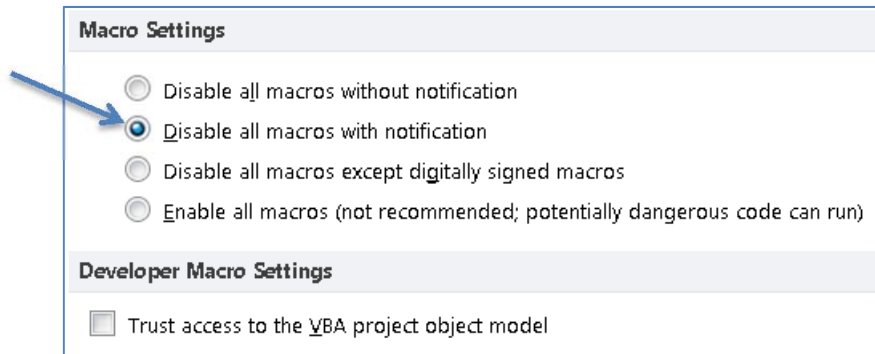 Macro Settings
Disable all macros without notification
Disable all macros with notification
Disable all macros except digitally signed macros
Enable all macros (not recommended; potentially dangerous code can run)
Developer Macro Settings
Trust access to the VBA project object model